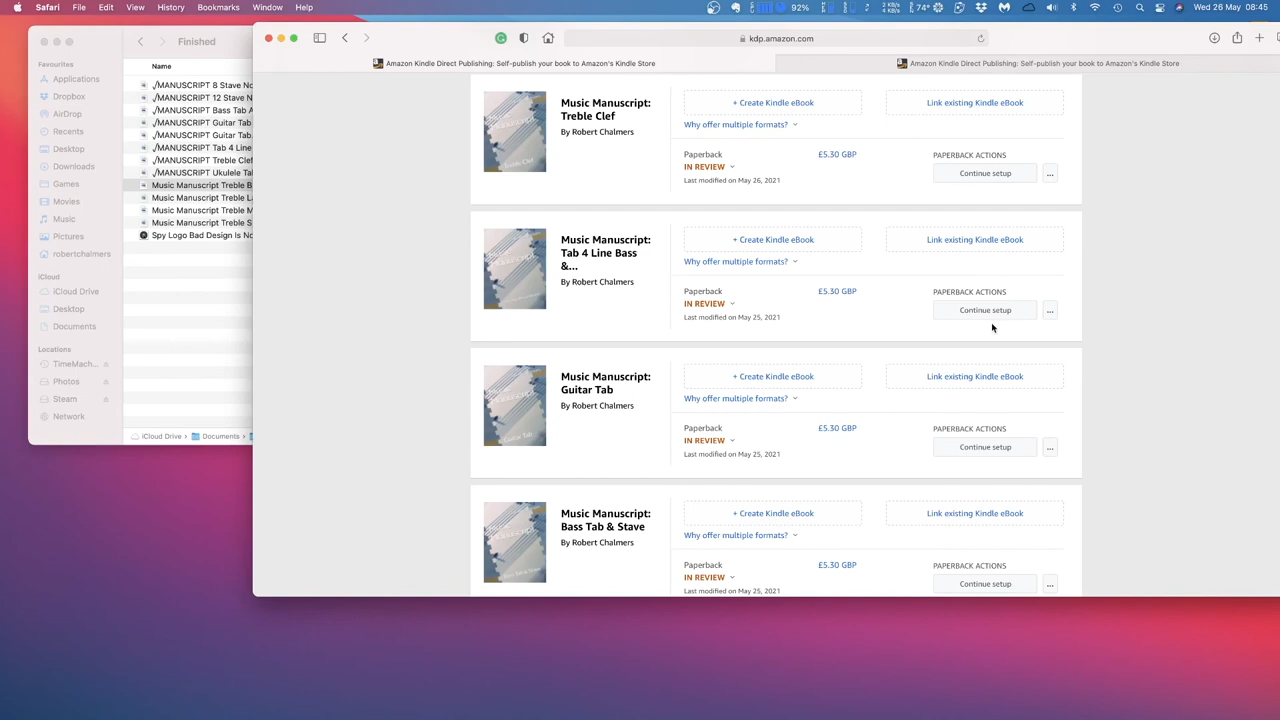 Safari File Edit View History Bookmarks Window Help 92% 74° Wed 26 May 08:45
Finished
Name
Favourites
Applications
Dropbox
AirDrop
Recents
Desktop
Downloads
Games
Movies
Music
Pictures
robertchalmers
iCloud
iCloud Drive
Desktop
Documents
Locations
TimeMach...
Photos
Steam
Network
√MANUSCRIPT 8 Stave No
√MANUSCRIPT 12 Stave N
√MANUSCRIPT Bass Tab A
√MANUSCRIPT Guitar Tab
√MANUSCRIPT Guitar Tab.
√MANUSCRIPT Tab 4 Line
√MANUSCRIPT Treble Clef
√MANUSCRIPT Ukulele Tab
Music Manuscript Treble B
Music Manuscript Treble L
Music Manuscript Treble M
Music Manuscript Treble S
Spy Logo Bad Design Is No
iCloud Drive › Documents ›
kdp.amazon.com
Amazon Kindle Direct Publishing: Self-publish your book to Amazon's Kindle Store
Amazon Kindle Direct Publishing: Self-publish your book to Amazon's Kindle Store
Music Manuscript:
Treble Clef
By Robert Chalmers
+ Create Kindle eBook
Link existing Kindle eBook
Why offer multiple formats?
Paperback
£5.30 GBP
IN REVIEW
Last modified on May 26, 2021
PAPERBACK ACTIONS
Continue setup
...
Music Manuscript:
Tab 4 Line Bass
&...
By Robert Chalmers
+ Create Kindle eBook
Link existing Kindle eBook
Why offer multiple formats?
Paperback
£5.30 GBP
IN REVIEW
Last modified on May 25, 2021
PAPERBACK ACTIONS
Continue setup
...
Music Manuscript:
Guitar Tab
By Robert Chalmers
+ Create Kindle eBook
Link existing Kindle eBook
Why offer multiple formats?
Paperback
£5.30 GBP
IN REVIEW
Last modified on May 25, 2021
PAPERBACK ACTIONS
Continue setup
...
Music Manuscript:
Bass Tab & Stave
By Robert Chalmers
+ Create Kindle eBook
Link existing Kindle eBook
Why offer multiple formats?
Paperback
£5.30 GBP
IN REVIEW
Last modified on May 25, 2021
PAPERBACK ACTIONS
Continue setup
...